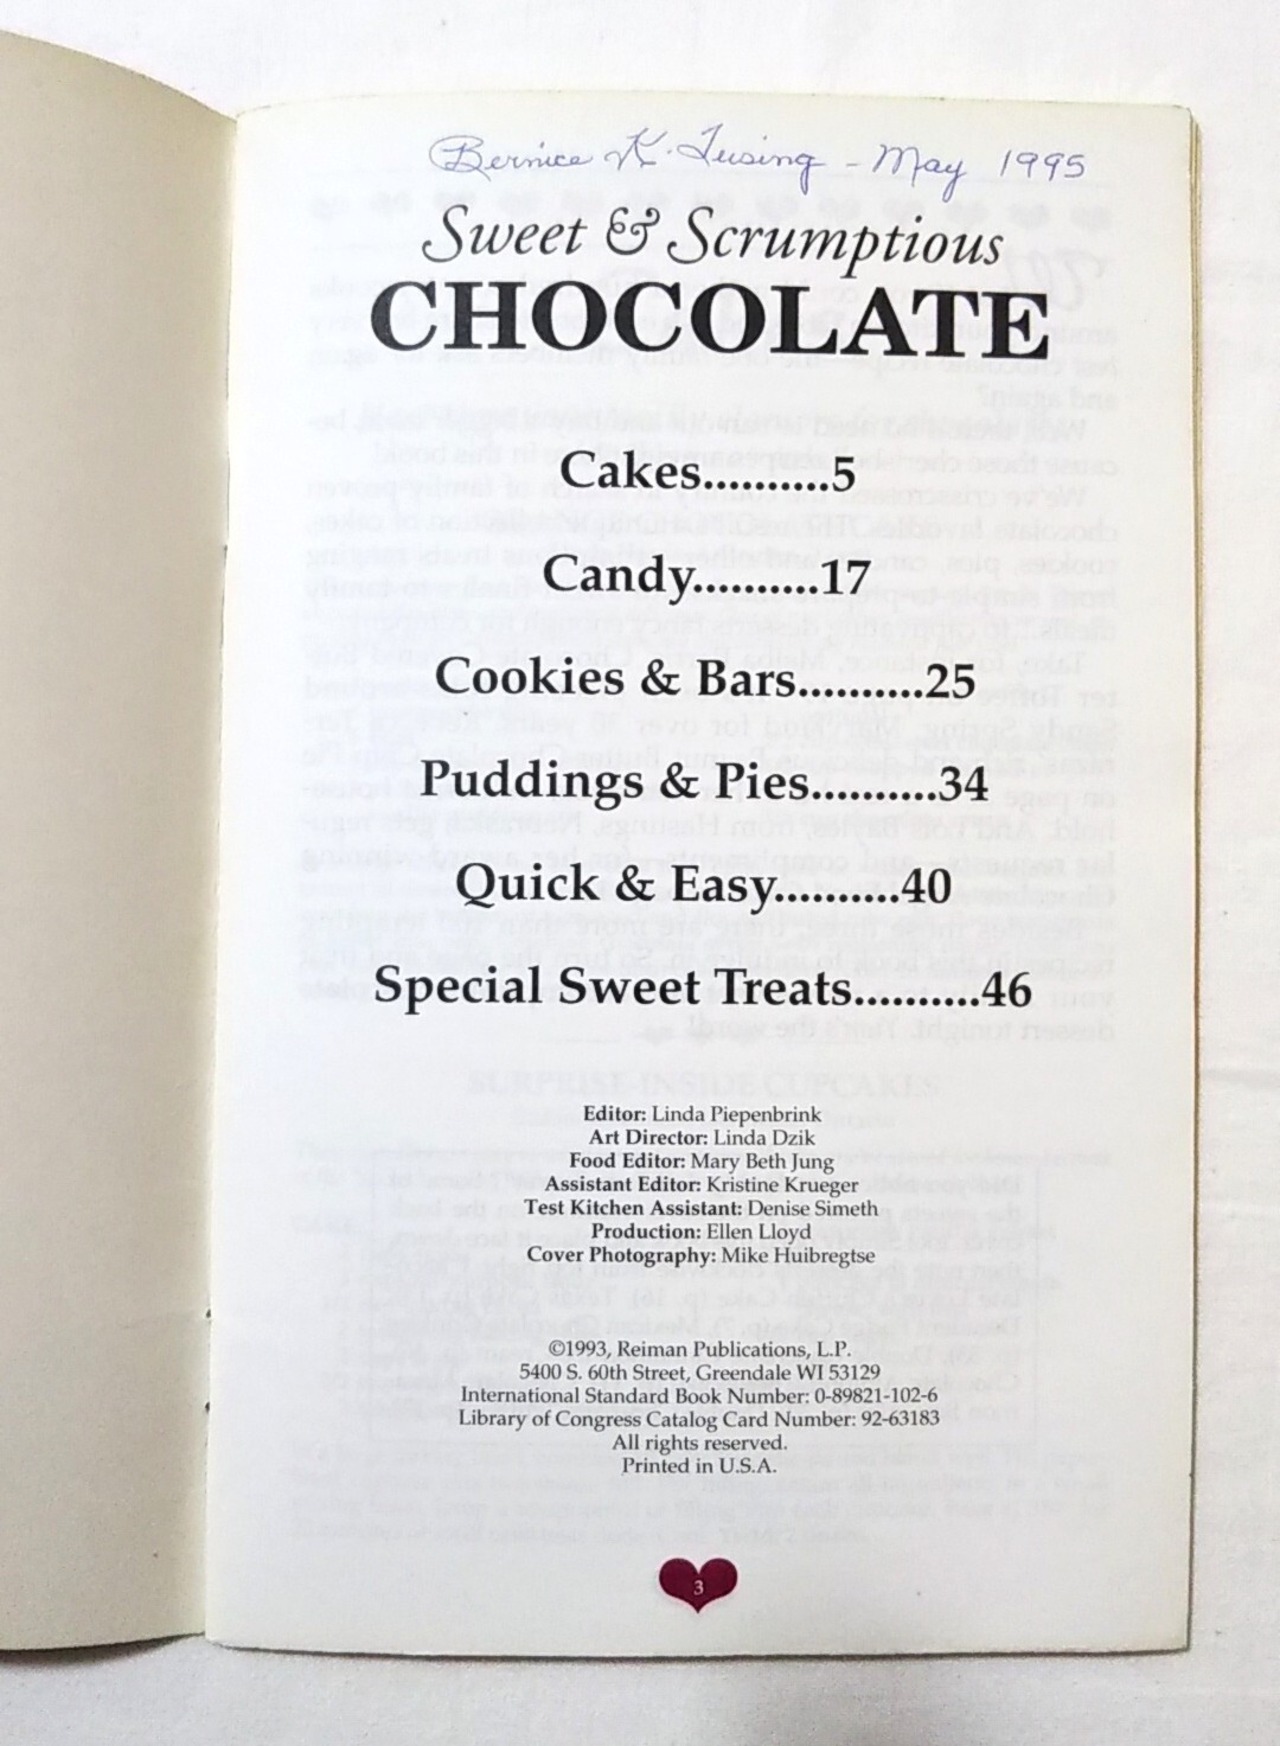 Bernice K. Tusing - May 1995
Sweet & Scrumptious
CHOCOLATE
Cakes..........5
Candy..........17
Cookies & Bars..........25
Puddings & Pies..........34
Quick & Easy..........40
Special Sweet Treats..........46
Editor: Linda Piepenbrink
Art Director: Linda Dzik
Food Editor: Mary Beth Jung
Assistant Editor: Kristine Krueger
Test Kitchen Assistant: Denise Simeth
Production: Ellen Lloyd
Cover Photography: Mike Huibregtse
©1993, Reiman Publications, L.P.
5400 S. 60th Street, Greendale WI 53129
International Standard Book Number: 0-89821-102-6
Library of Congress Catalog Card Number: 92-63183
All rights reserved.
Printed in U.S.A.
3